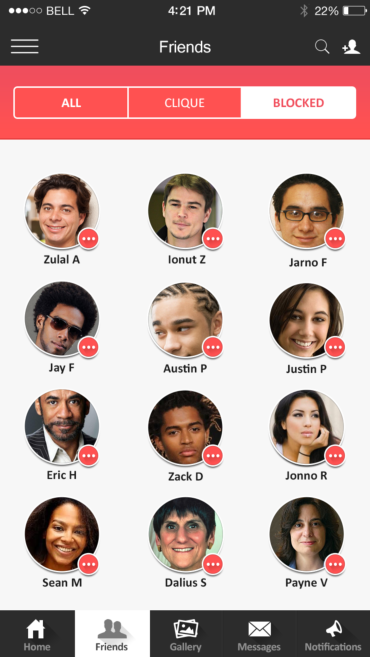 BELL 4:21 PM 22%
Friends
ALL CLIQUE BLOCKED
Zulal A Ionut Z Jarno F
Jay F Austin P Justin P
Eric H Zack D Jonno R
Sean M Dalius S Payne V
Home Friends Gallery Messages Notifications